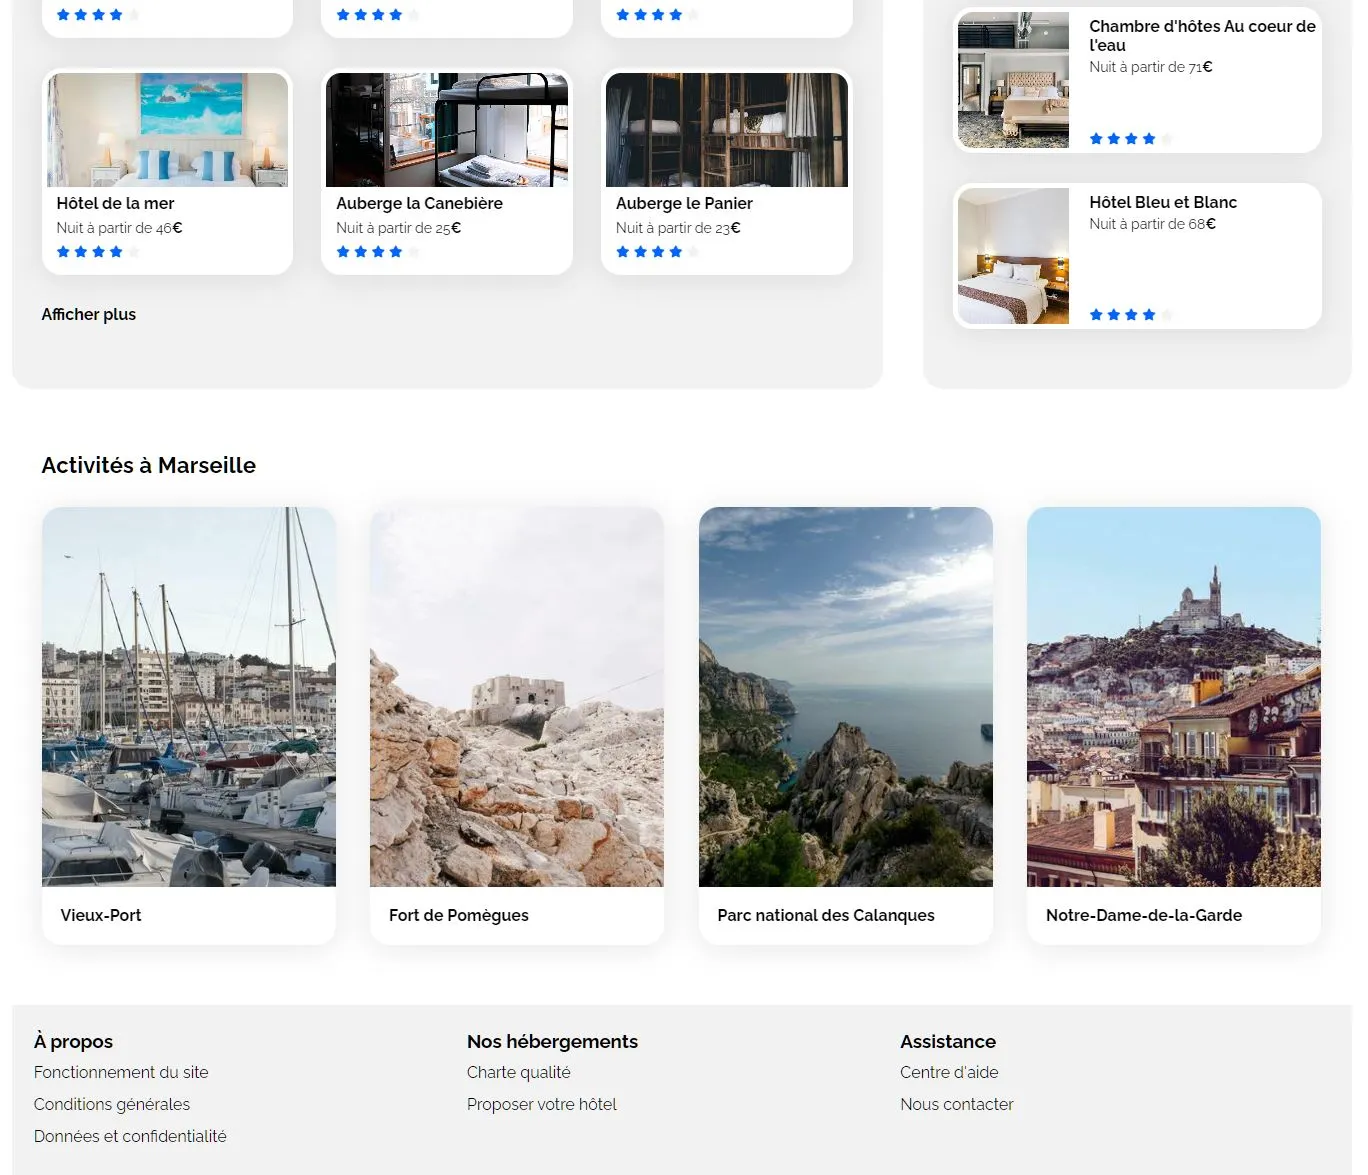 Hôtel de la mer
Nuit à partir de 46€
Auberge la Canebière
Nuit à partir de 25€
Auberge le Panier
Nuit à partir de 23€
Afficher plus
Chambre d'hôtes Au coeur de
l'eau
Nuit à partir de 71€
Hôtel Bleu et Blanc
Nuit à partir de 68€
Activités à Marseille
Vieux-Port
Fort de Pomègues
Parc national des Calanques
Notre-Dame-de-la-Garde
À propos
Fonctionnement du site
Conditions générales
Données et confidentialité
Nos hébergements
Charte qualité
Proposer votre hôtel
Assistance
Centre d'aide
Nous contacter